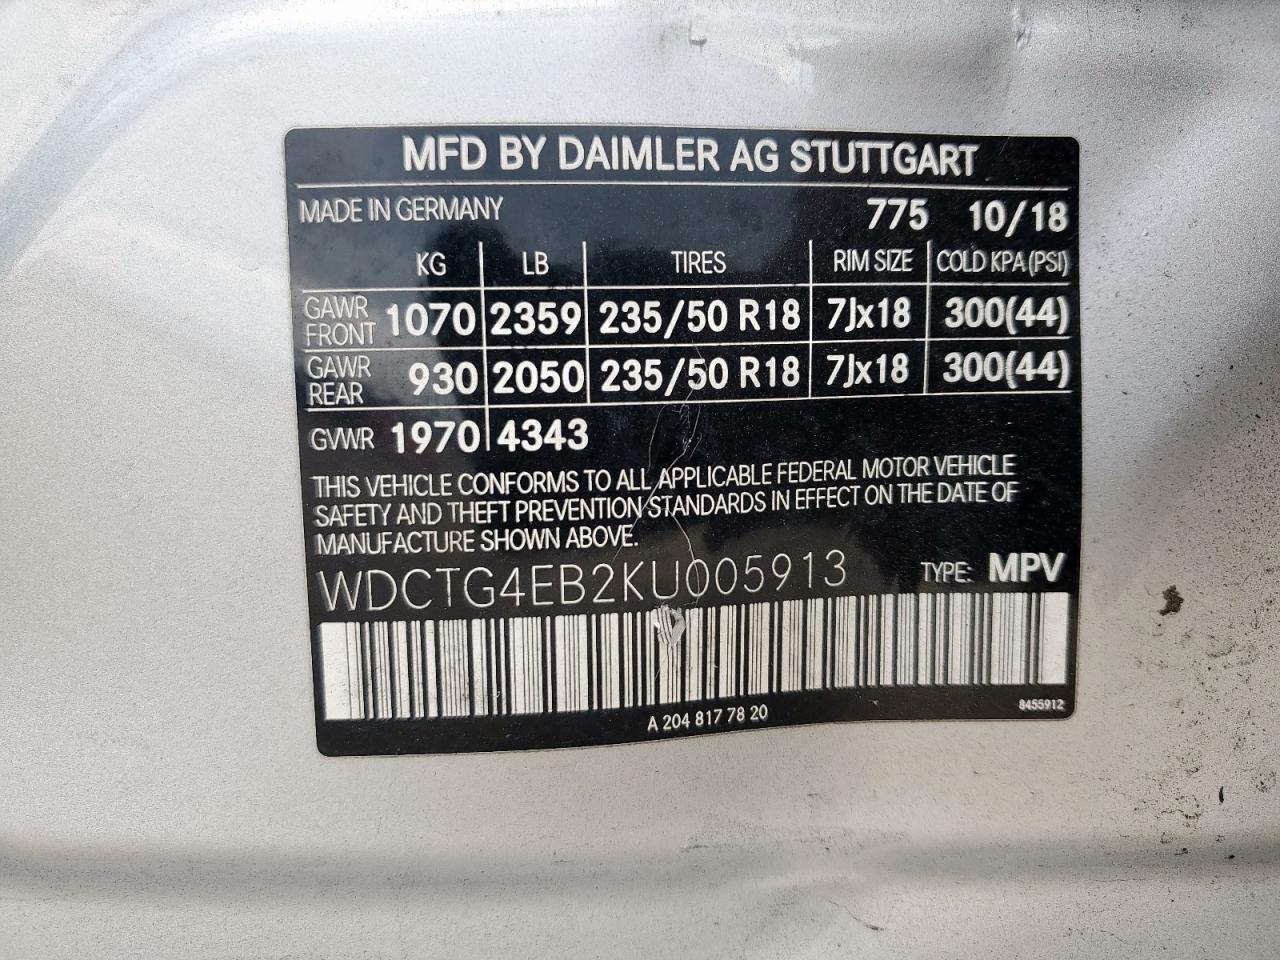 MFD BY DAIMLER AG STUTTGART
MADE IN GERMANY 775 10/18
KG LB TIRES RIM SIZE COLD KPA(PSI)
GAWR FRONT 1070 2359 235/50 R18 7Jx18 300(44)
GAWR REAR 930 2050 235/50 R18 7Jx18 300(44)
GVWR 1970 4343
THIS VEHICLE CONFORMS TO ALL APPLICABLE FEDERAL MOTOR VEHICLE
SAFETY AND THEFT PREVENTION STANDARDS IN EFFECT ON THE DATE OF
MANUFACTURE SHOWN ABOVE.
WDCTG4EB2KU005913 TYPE: MPV
A 204 817 78 20 8455912